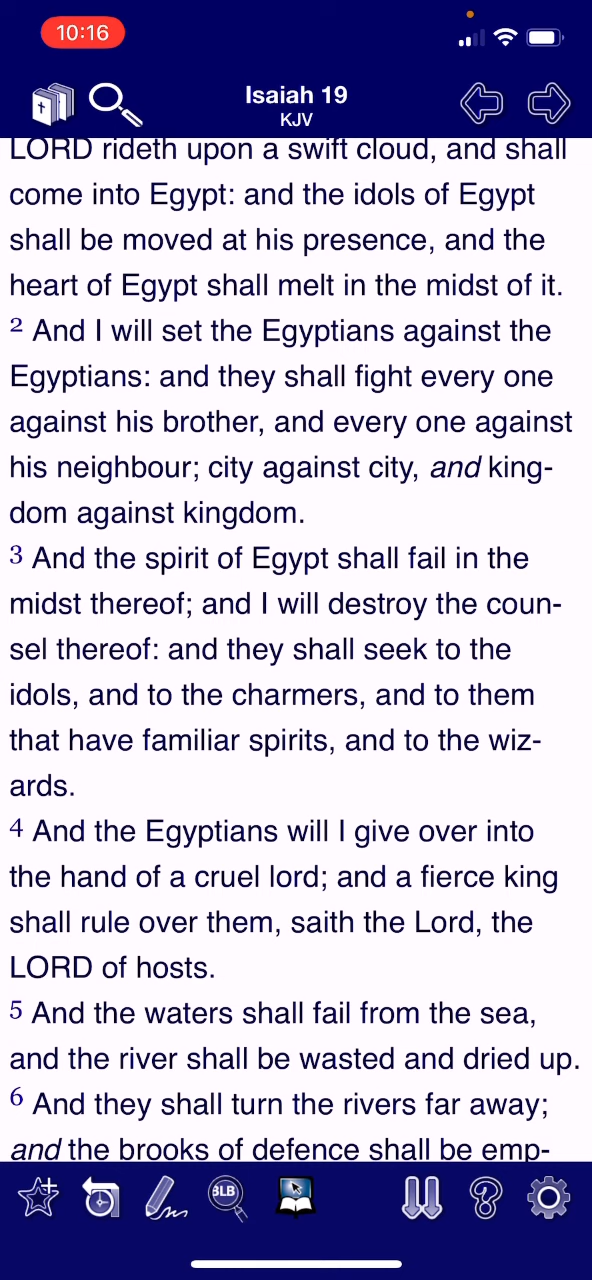 10:16
Isaiah 19
KJV
LORD rideth upon a swift cloud, and shall
come into Egypt: and the idols of Egypt
shall be moved at his presence, and the
heart of Egypt shall melt in the midst of it.
2 And I will set the Egyptians against the
Egyptians: and they shall fight every one
against his brother, and every one against
his neighbour; city against city, and king-
dom against kingdom.
3 And the spirit of Egypt shall fail in the
midst thereof; and I will destroy the coun-
sel thereof: and they shall seek to the
idols, and to the charmers, and to them
that have familiar spirits, and to the wiz-
ards.
4 And the Egyptians will I give over into
the hand of a cruel lord; and a fierce king
shall rule over them, saith the Lord, the
LORD of hosts.
5 And the waters shall fail from the sea,
and the river shall be wasted and dried up.
6 And they shall turn the rivers far away;
and the brooks of defence shall be emp-
BLB